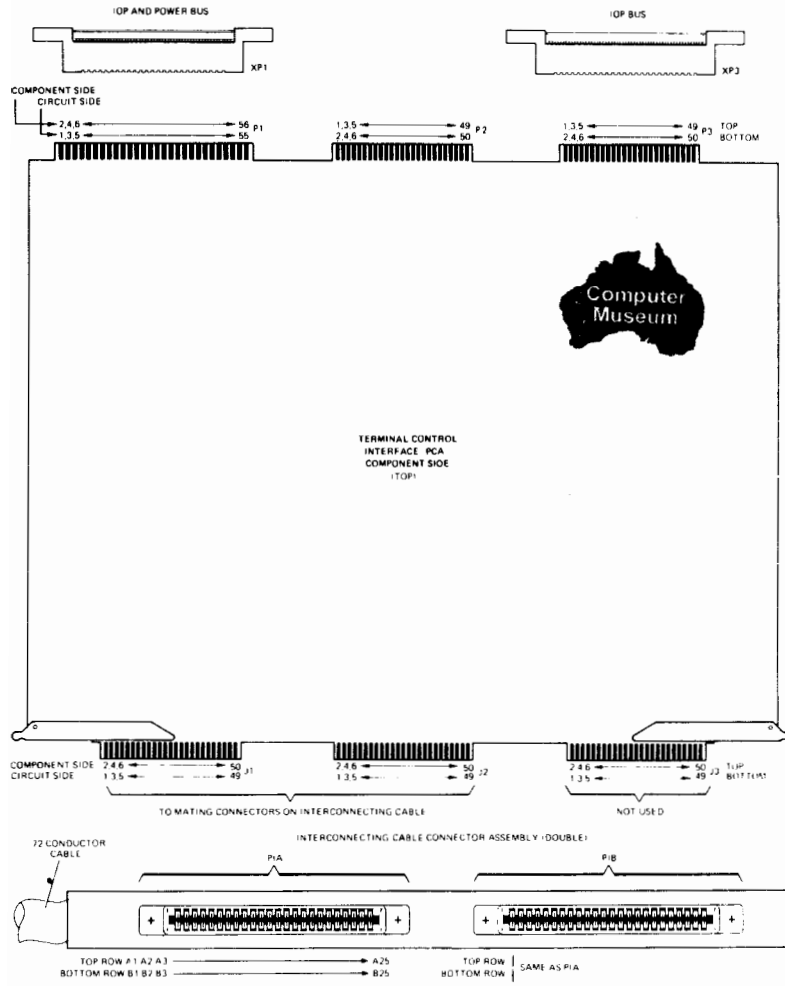 IOP AND POWER BUS
IOP BUS
XP1
XP3
COMPONENT SIDE
CIRCUIT SIDE
2,4,6 56
1,3,5 55
P1
1,3,5 49
2,4,6 50
P2
1,3,5 49
2,4,6 50
P3
TOP
BOTTOM
Computer
Museum
TERMINAL CONTROL
INTERFACE PCA
COMPONENT SIDE
(TOP)
COMPONENT SIDE
CIRCUIT SIDE
2,4,6 50
1,3,5 49
J1
2,4,6 50
1,3,5 49
J2
2,4,6 50
1,3,5 49
J3
TOP
BOTTOM
TO MATING CONNECTORS ON INTERCONNECTING CABLE
NOT USED
INTERCONNECTING CABLE CONNECTOR ASSEMBLY (DOUBLE)
72 CONDUCTOR
CABLE
P1A
P1B
TOP ROW A1 A2 A3 A25
BOTTOM ROW B1 B2 B3 B25
TOP ROW
BOTTOM ROW
SAME AS P1A